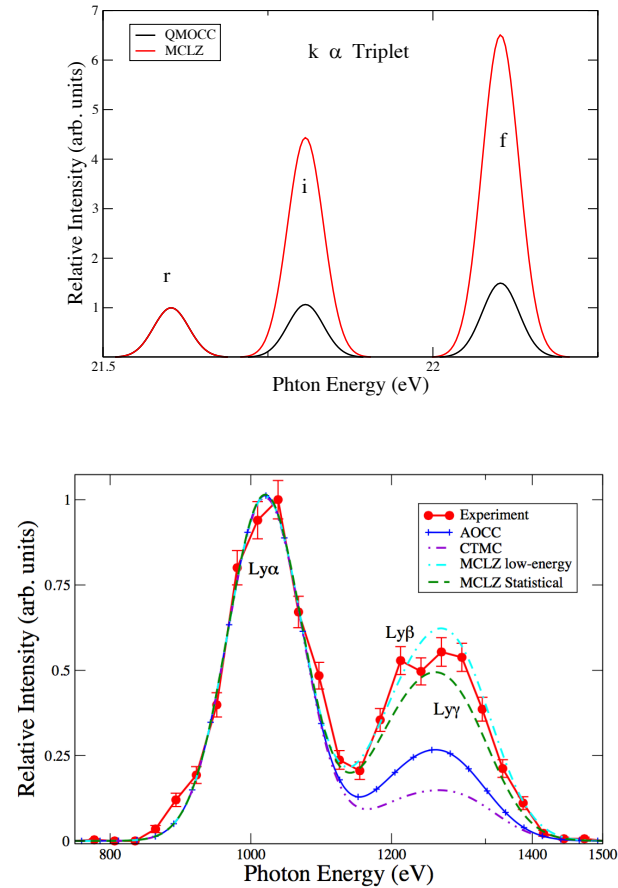 7
6
5
4
3
2
1
Relative Intensity (arb. units)
QMOCC
MCLZ
k α Triplet
r
i
f
21.5
22
Phton Energy (eV)
1
0.75
0.5
0.25
0
Relative Intensity (arb. units)
Experiment
AOCC
CTMC
MCLZ low-energy
MCLZ Statistical
Lyα
Lyβ
Lyγ
800
1000
1200
1400
1500
Photon Energy (eV)